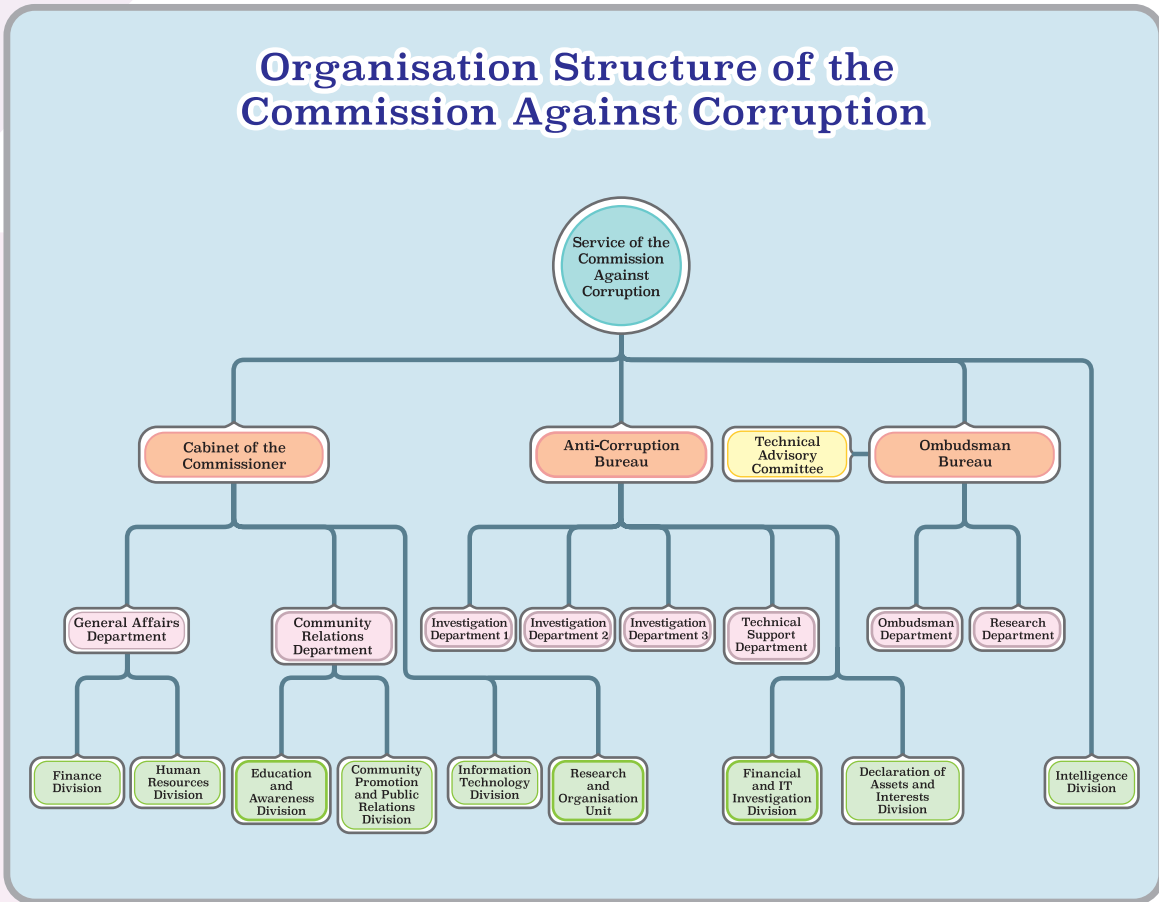 Organisation Structure of the
Commission Against Corruption
Service of the
Commission
Against
Corruption
Cabinet of the
Commissioner
Anti-Corruption
Bureau
Technical
Advisory
Committee
Ombudsman
Bureau
General Affairs
Department
Community
Relations
Department
Investigation
Department 1
Investigation
Department 2
Investigation
Department 3
Technical
Support
Department
Ombudsman
Department
Research
Department
Finance
Division
Human
Resources
Division
Education
and
Awareness
Division
Community
Promotion
and Public
Relations
Division
Information
Technology
Division
Research
and
Organisation
Unit
Financial
and IT
Investigation
Division
Declaration of
Assets and
Interests
Division
Intelligence
Division